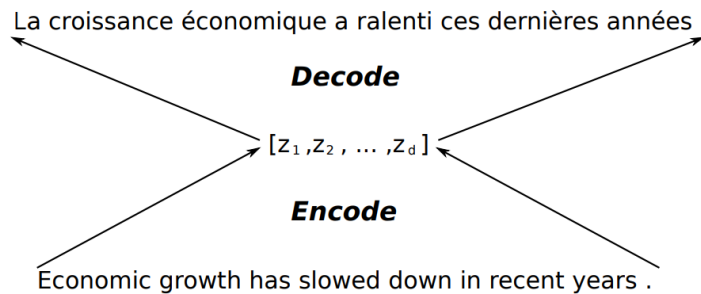 La croissance économique a ralenti ces dernières années
Decode
[z₁ ,z₂ , ... ,z_d ]
Encode
Economic growth has slowed down in recent years .